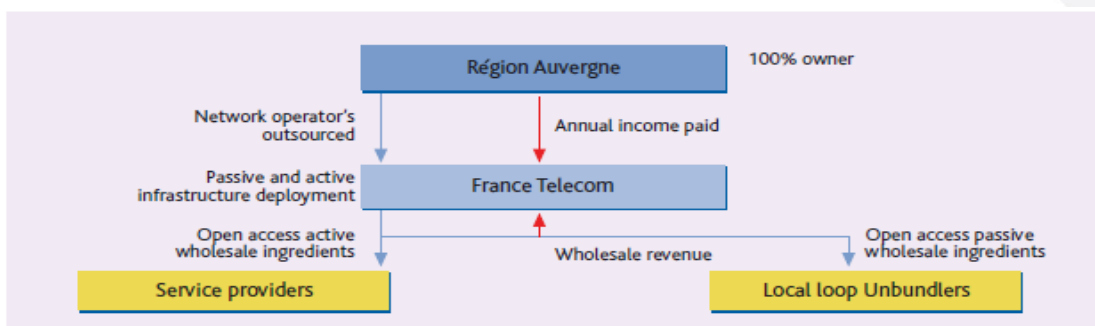 Région Auvergne
100% owner
Network operator's
outsourced
Annual income paid
Passive and active
infrastructure deployment
France Telecom
Open access active
wholesale ingredients
Wholesale revenue
Open access passive
wholesale ingredients
Service providers
Local loop Unbundlers